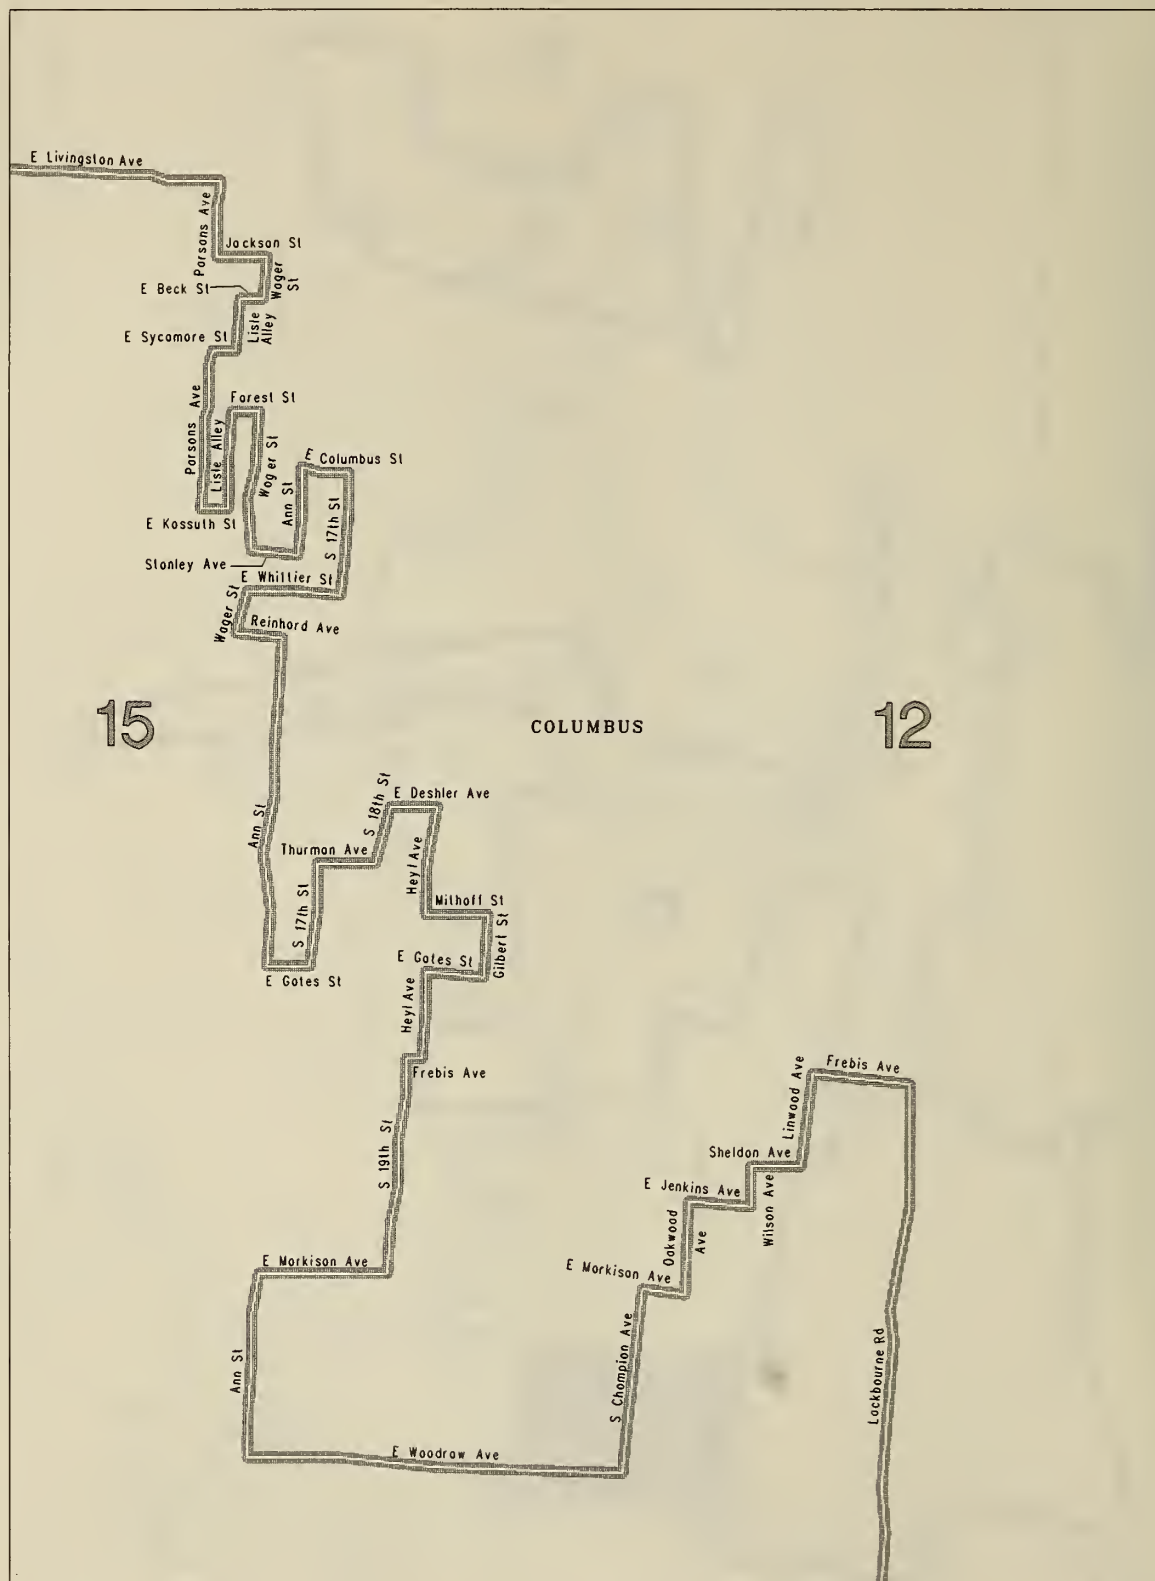 E Livingston Ave
Parsons Ave
Jackson St
Wager St
E Beck St
Lisle Alley
E Sycamore St
Parsons Ave
Forest St
Lisle Alley
Wager St
E Columbus St
Ann St
S 17th St
E Kossuth St
Stanley Ave
E Whittier St
Wager St
Reinhard Ave
15
COLUMBUS
12
S 18th St
E Deshler Ave
Ann St
Thurman Ave
Heyl Ave
S 17th St
Mithoff St
Gilbert St
E Gates St
E Gates St
Heyl Ave
Frebis Ave
Linwood Ave
Frebis Ave
S 19th St
Sheldon Ave
E Jenkins Ave
Wilson Ave
Oakwood Ave
E Morkison Ave
E Morkison Ave
Ann St
S Champion Ave
Lockbourne Rd
E Woodrow Ave